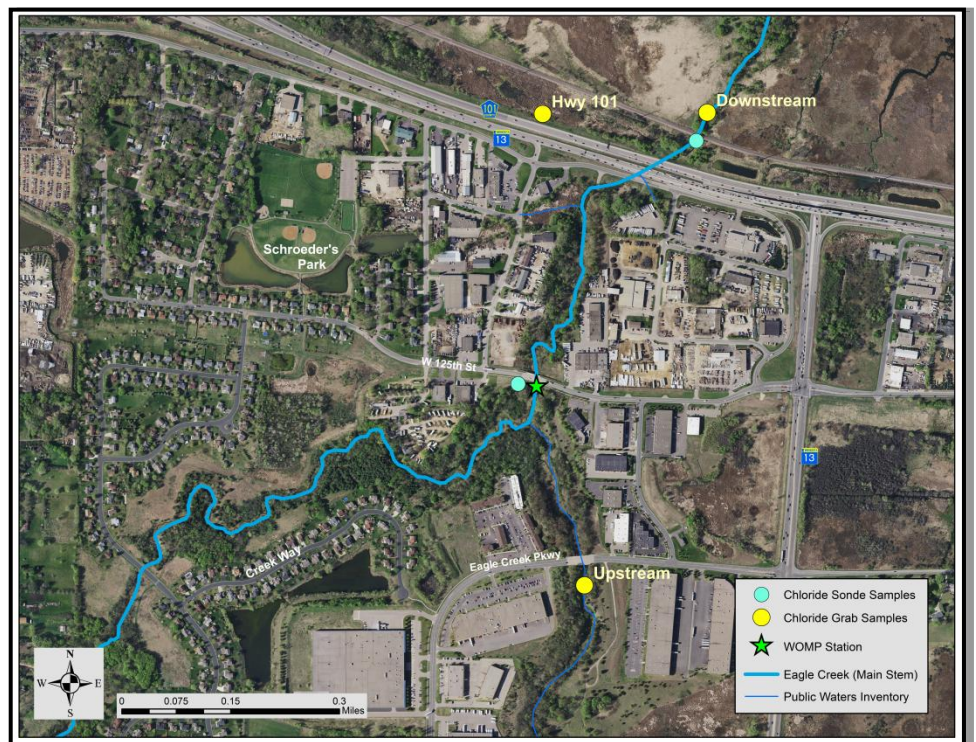 Hwy 101
Downstream
101
13
Schroeder's
Park
W 125th St
13
Creek Way
Eagle Creek Pkwy
Upstream
Chloride Sonde Samples
Chloride Grab Samples
WOMP Station
Eagle Creek (Main Stem)
Public Waters Inventory
N
W E
S
0 0.075 0.15 0.3
Miles